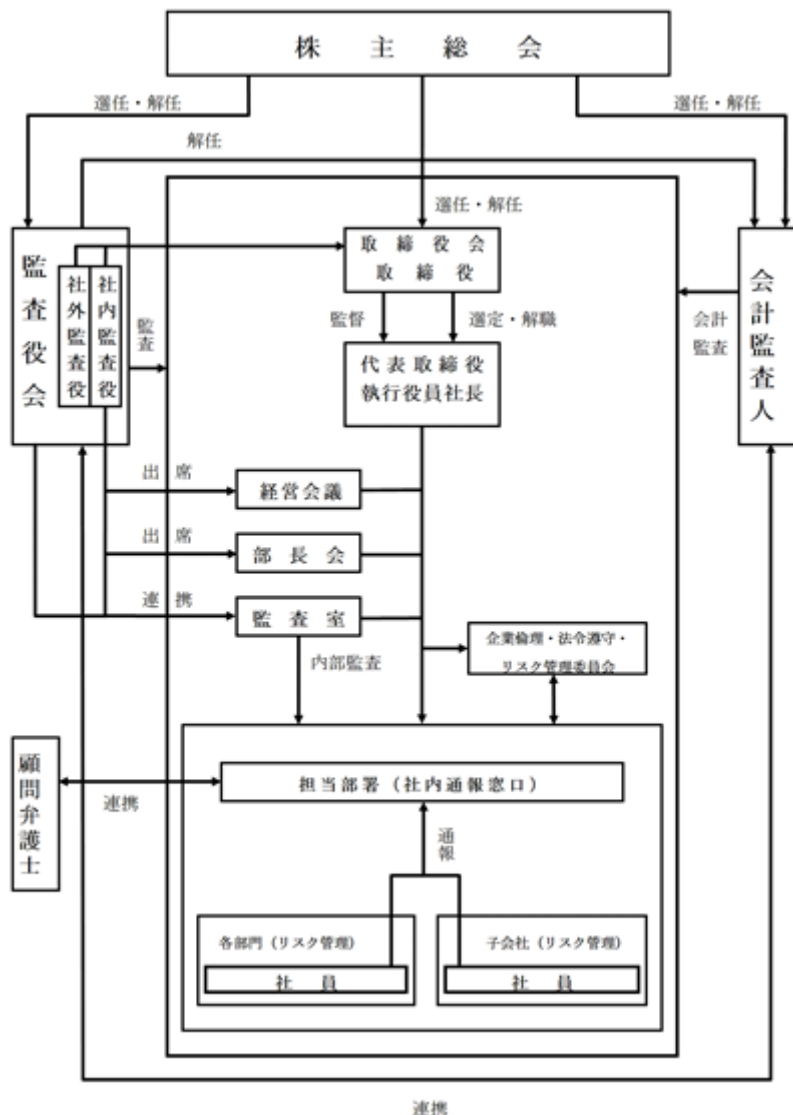 株主総会
選任・解任
選任・解任
解任
選任・解任
監査役会
社外監査役
社内監査役
監査
取締役会
取締役
監督
選定・解職
会計監査人
会計
監査
代表取締役
執行役員社長
出席
経営会議
出席
部長会
連携
監査室
内部監査
企業倫理・法令遵守・
リスク管理委員会
顧問弁護士
連携
担当部署（社内通報窓口）
通報
各部門（リスク管理）
社員
子会社（リスク管理）
社員
連携